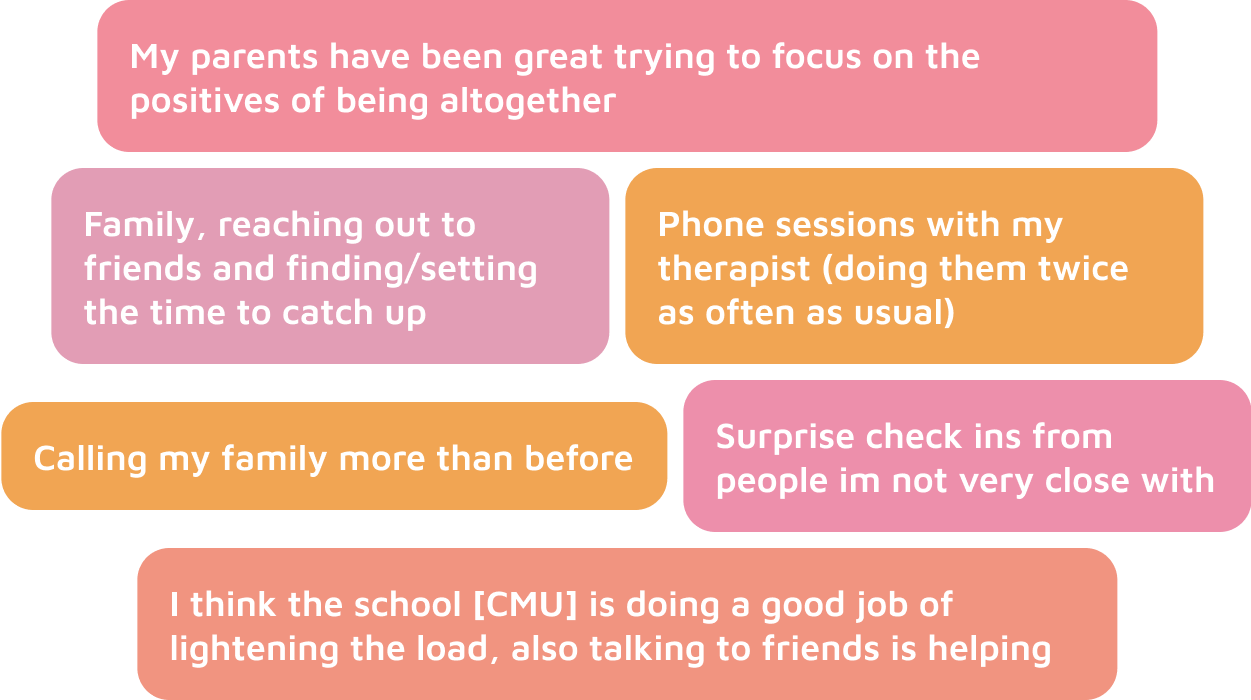 My parents have been great trying to focus on the
positives of being altogether
Family, reaching out to
friends and finding/setting
the time to catch up
Phone sessions with my
therapist (doing them twice
as often as usual)
Calling my family more than before
Surprise check ins from
people im not very close with
I think the school [CMU] is doing a good job of
lightening the load, also talking to friends is helping